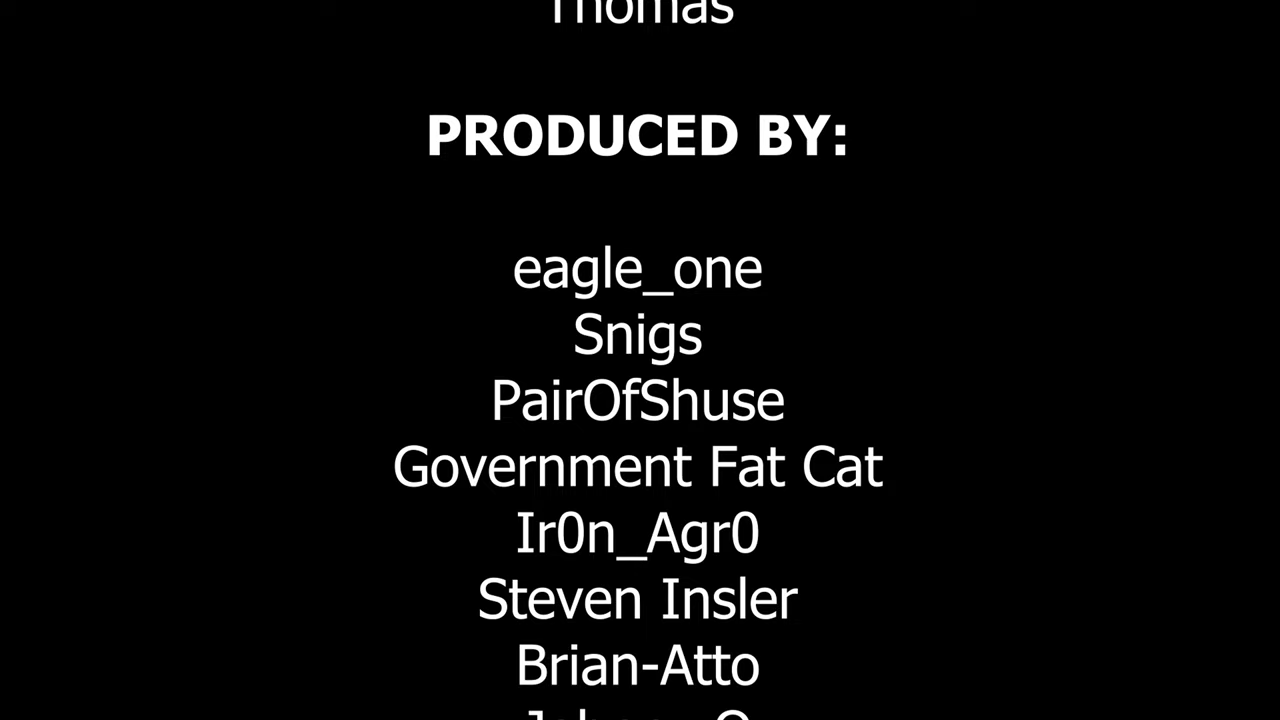 Thomas
PRODUCED BY:
eagle_one
Snigs
PairOfShuse
Government Fat Cat
Ir0n_Agr0
Steven Insler
Brian-Atto